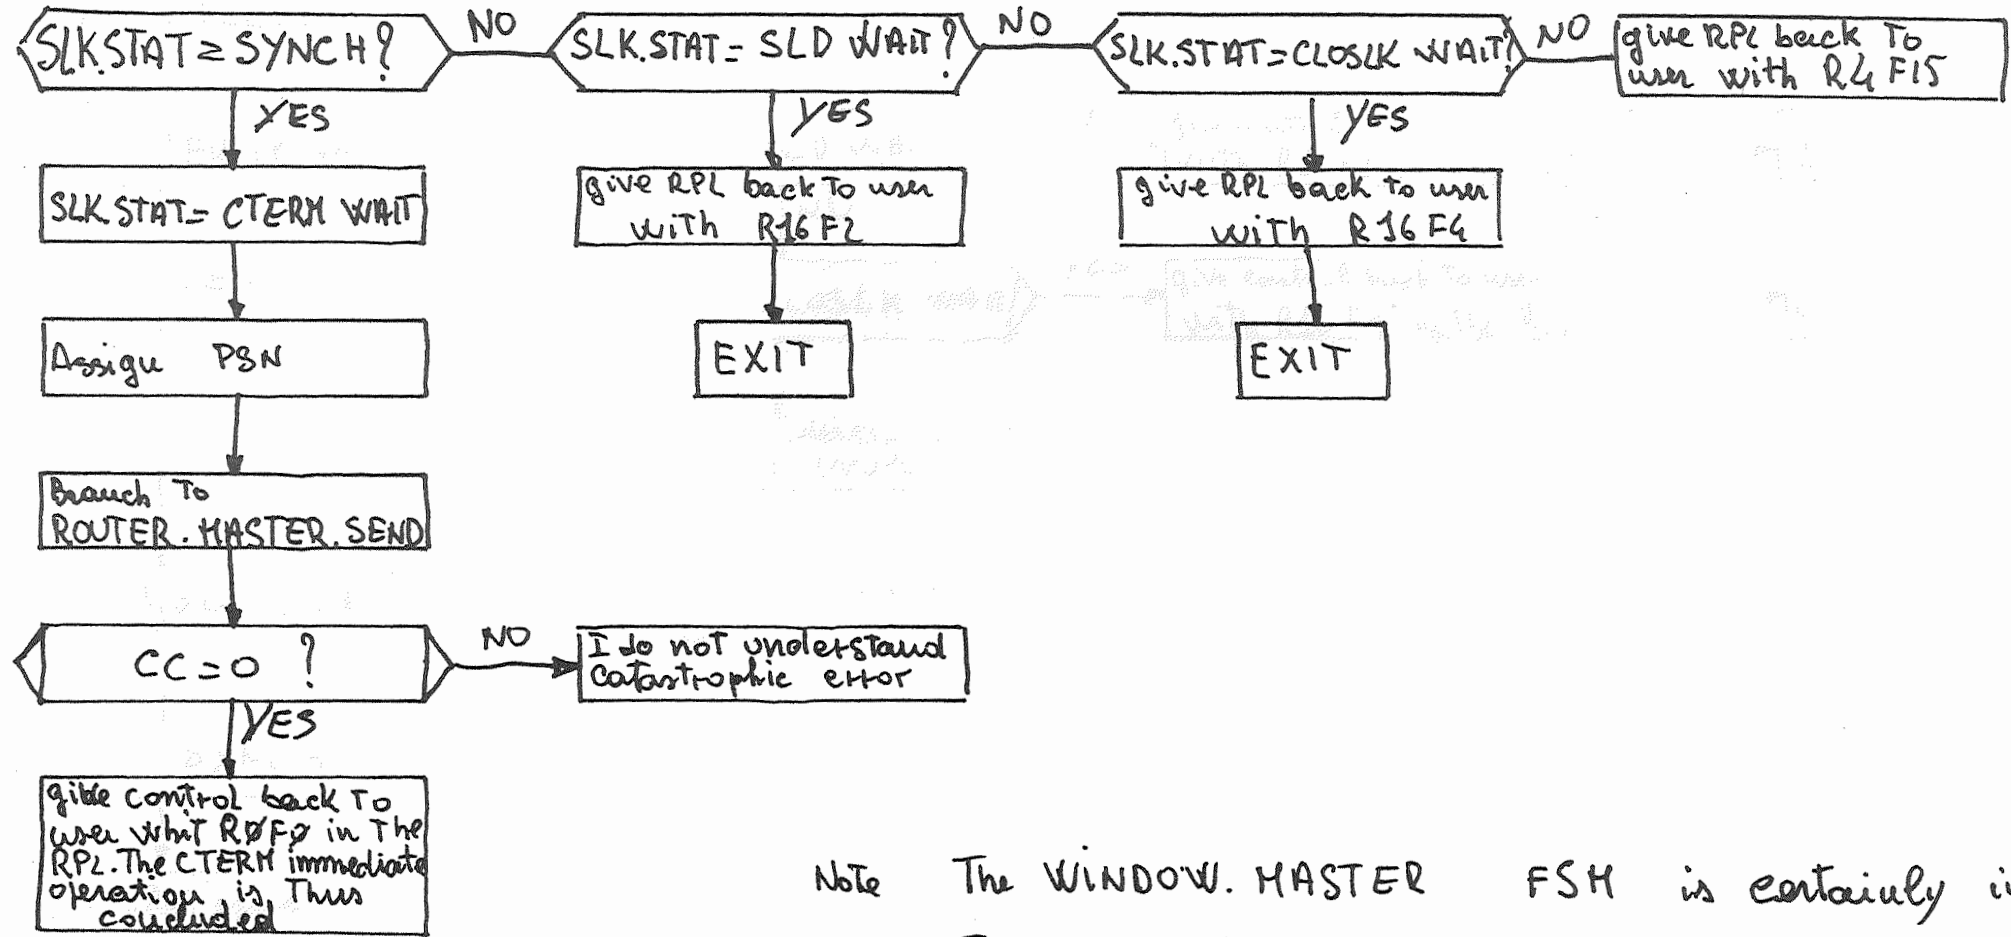 SLK.STAT ≥ SYNCH?
NO
SLK.STAT= SLD WAIT?
NO
SLK.STAT=CLOSLK WAIT?
NO
give RPL back To
user with R4 F15
YES
YES
YES
SLK.STAT= CTERM WAIT
give RPL back To user
with R16 F2
give RPL back To user
with R16 F4
Assign PSN
EXIT
EXIT
Branch To
ROUTER.MASTER.SEND
CC=0 ?
NO
I do not understand
catastrophic error
YES
give control back To
user whit RØFØ in The
RPL. The CTERM immediate
operation is Thus
concluded
Note The WINDOW.MASTER FSM is certainly